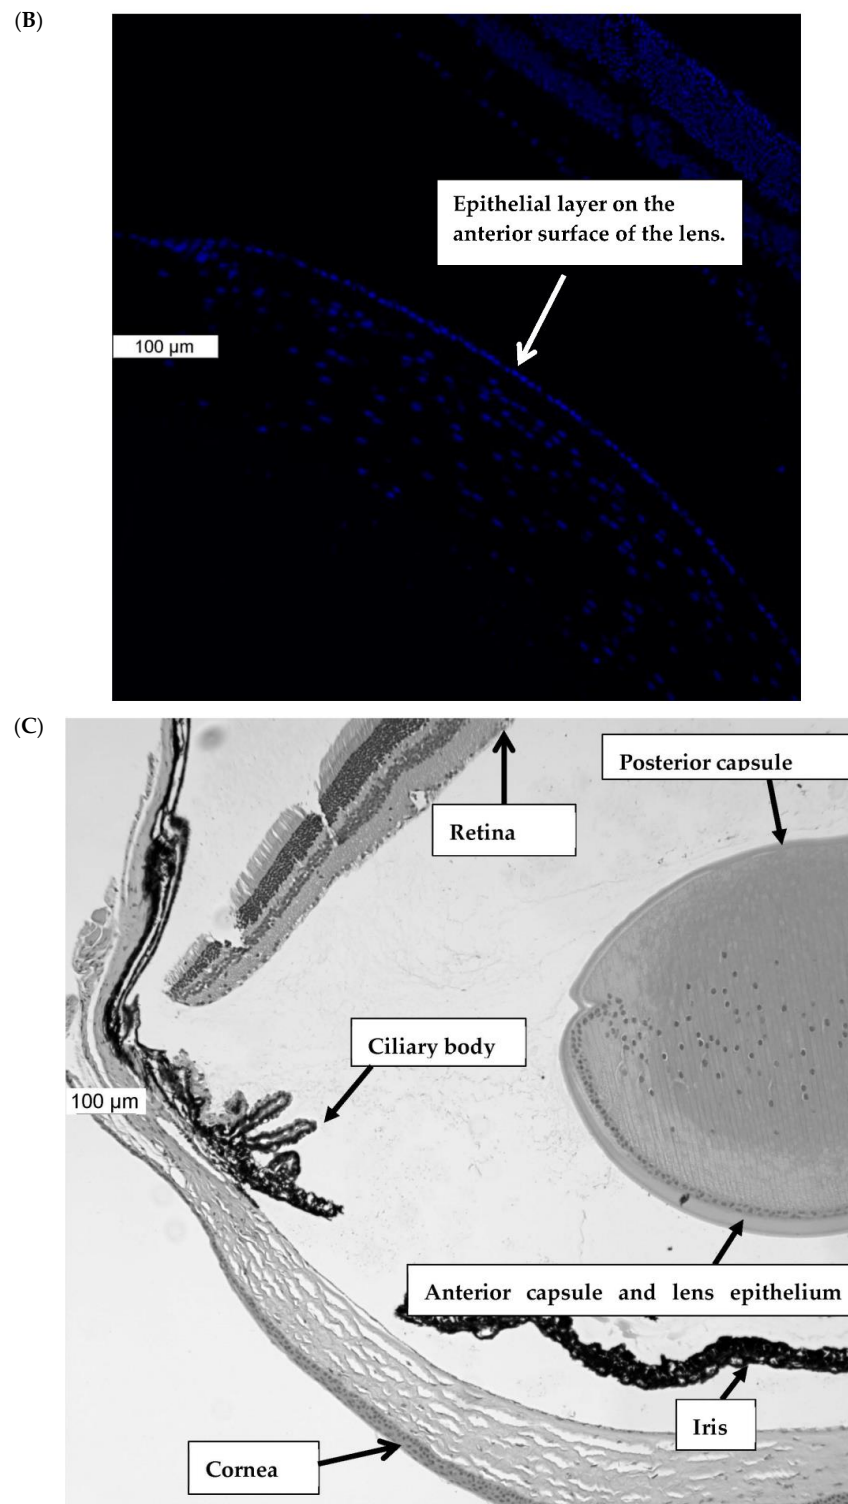 (B)
Epithelial layer on the
anterior surface of the lens.
100 µm
(C)
Posterior capsule
Retina
Ciliary body
100 µm
Anterior capsule and lens epithelium
Iris
Cornea